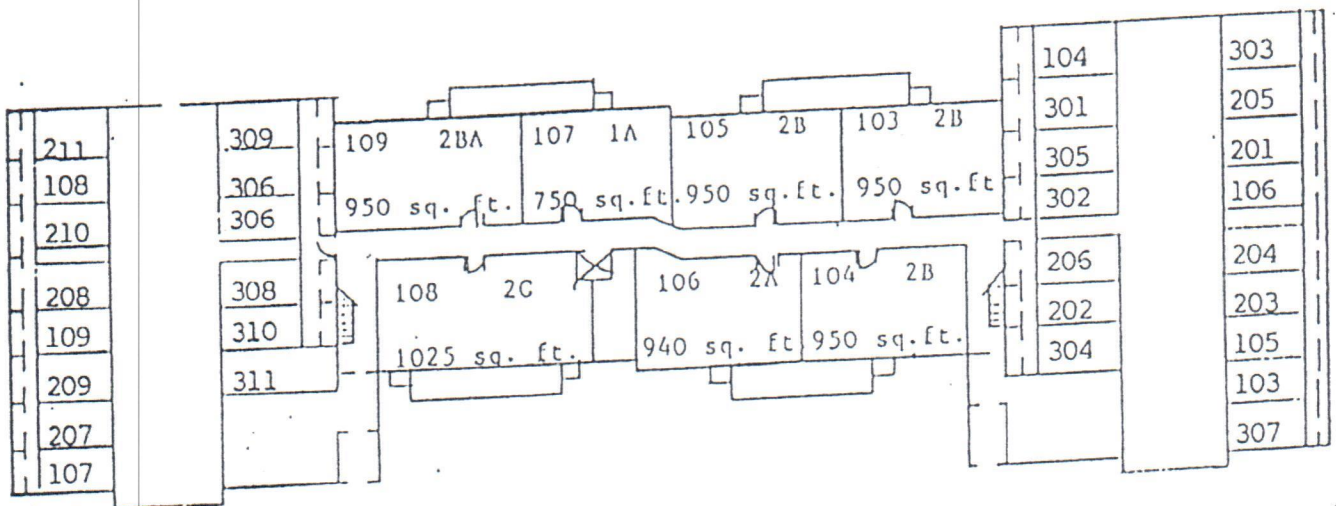 211
108
210
208
109
209
207
107
309
306
306
308
310
311
109 2BA
950 sq. ft.
107 1A
750 sq.ft.
105 2B
950 sq.ft.
103 2B
950 sq.ft
108 2C
1025 sq. ft.
106 2A
940 sq. ft
104 2B
950 sq.ft.
104
301
305
302
206
202
304
303
205
201
106
204
203
105
103
307